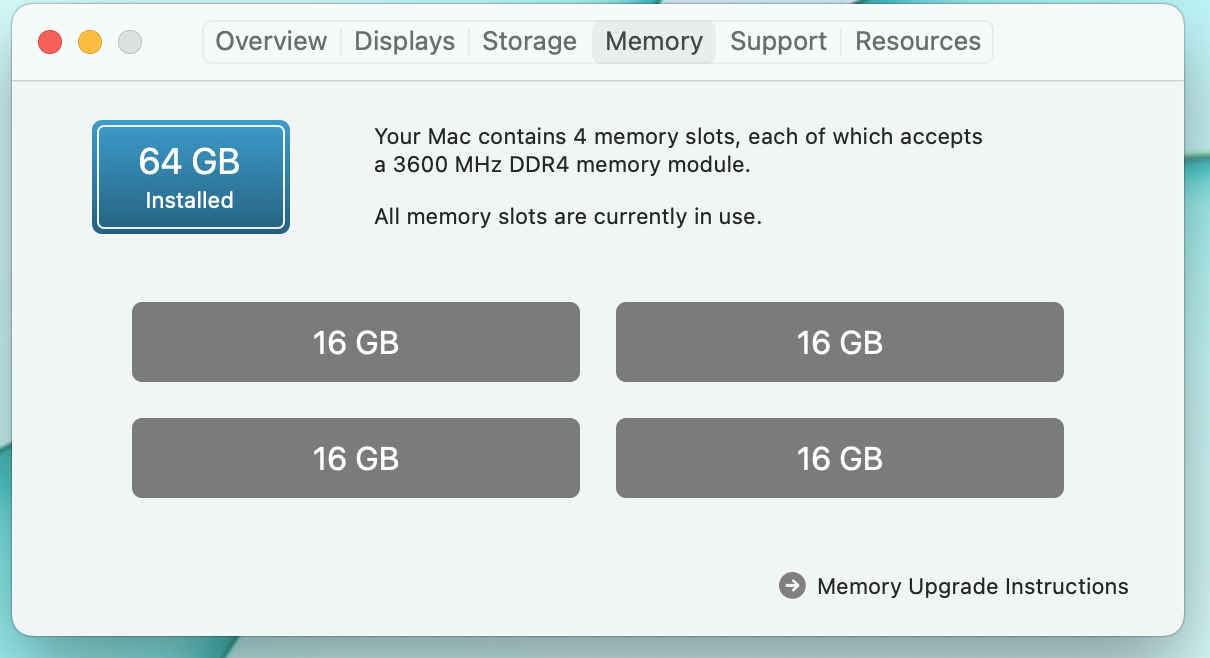 Overview Displays Storage Memory Support Resources
64 GB
Installed
Your Mac contains 4 memory slots, each of which accepts
a 3600 MHz DDR4 memory module.
All memory slots are currently in use.
16 GB 16 GB
16 GB 16 GB
Memory Upgrade Instructions